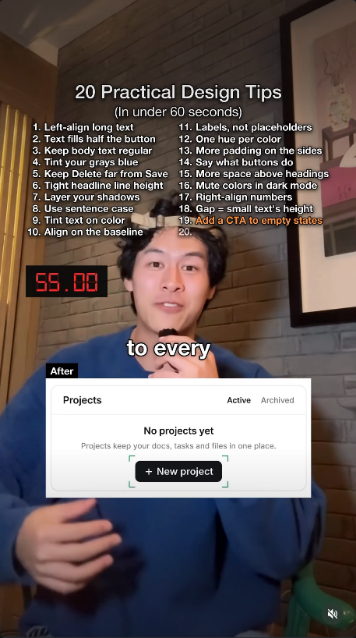 20 Practical Design Tips
(In under 60 seconds)
1. Left-align long text
2. Text fills half the button
3. Keep body text regular
4. Tint your grays blue
5. Keep Delete far from Save
6. Tight headline line height
7. Layer your shadows
8. Use sentence case
9. Tint text on color
10. Align on the baseline
11. Labels, not placeholders
12. One hue per color
13. More padding on the sides
14. Say what buttons do
15. More space above headings
16. Mute colors in dark mode
17. Right-align numbers
18. Gap = small text's height
19. Add a CTA to empty states
20.
55.00
to every
After
Projects
Active Archived
No projects yet
Projects keep your docs, tasks and files in one place.
+ New project